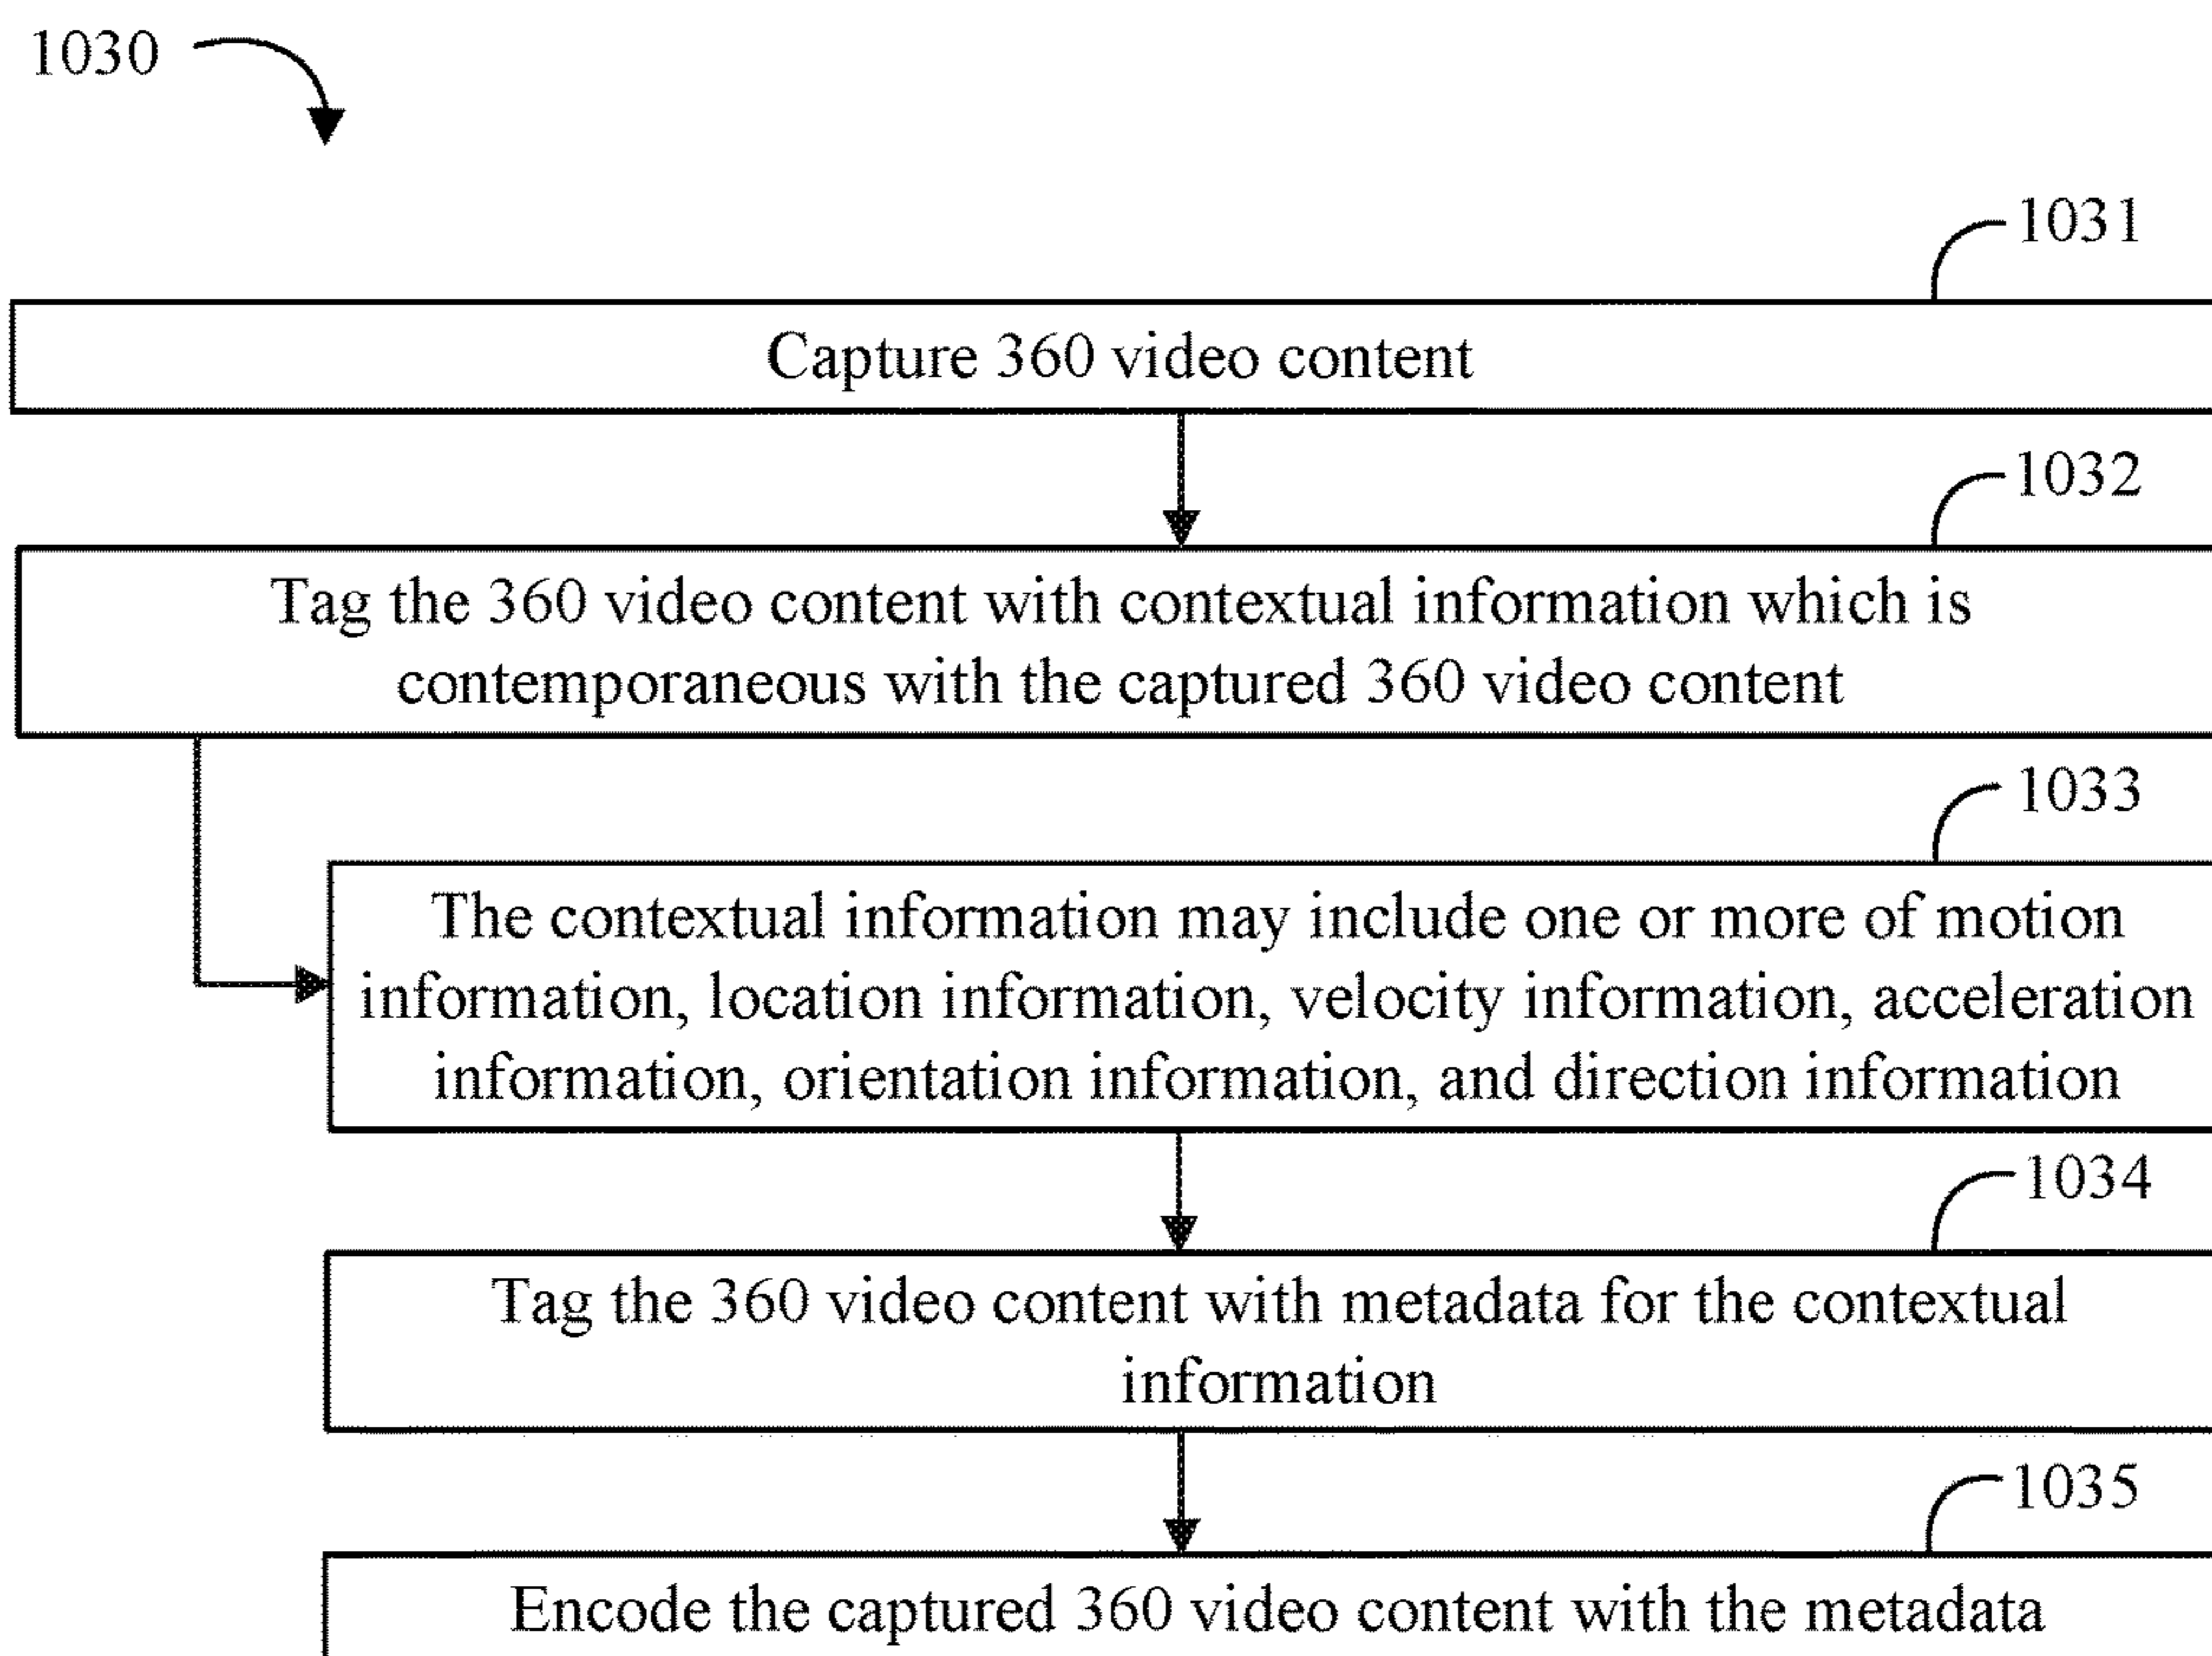 1030
1031
Capture 360 video content
1032
Tag the 360 video content with contextual information which is
contemporaneous with the captured 360 video content
1033
The contextual information may include one or more of motion
information, location information, velocity information, acceleration
information, orientation information, and direction information
1034
Tag the 360 video content with metadata for the contextual
information
1035
Encode the captured 360 video content with the metadata